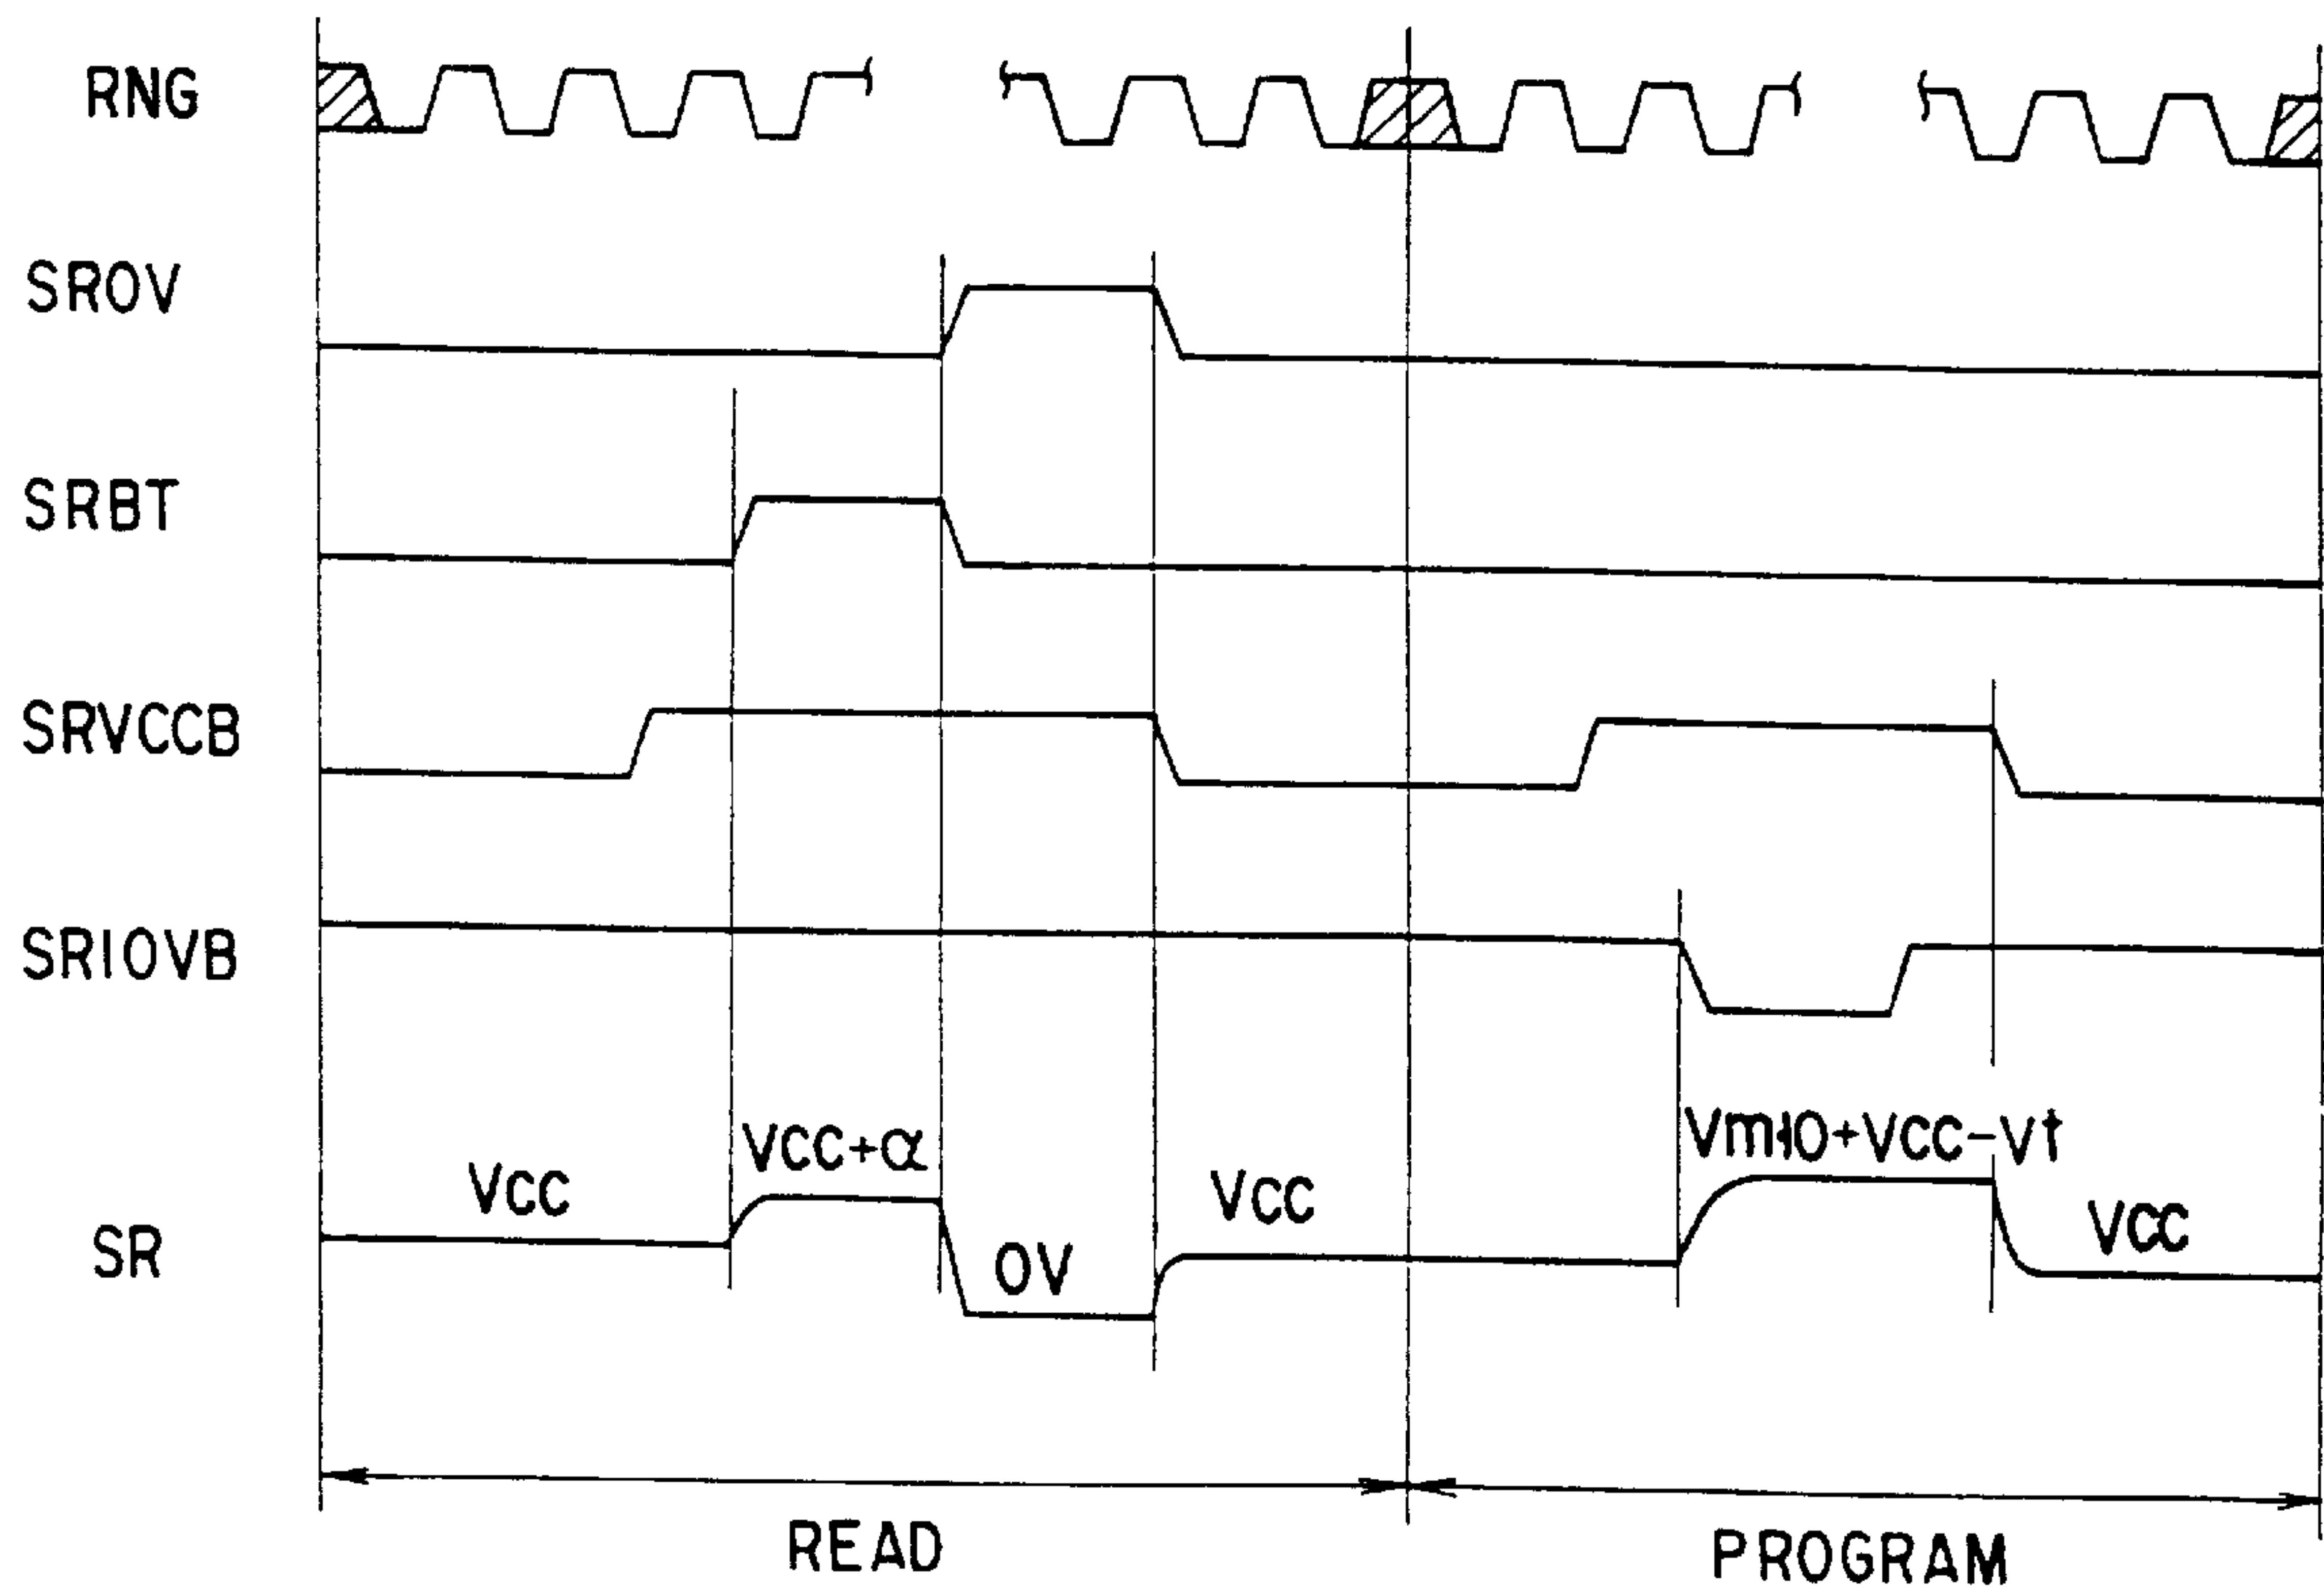 RNG
SROV
SRBT
SRVCCB
SRIOVB
SR
VCC
VCC+α
0V
VCC
Vm10+VCC-Vt
VCC
READ
PROGRAM